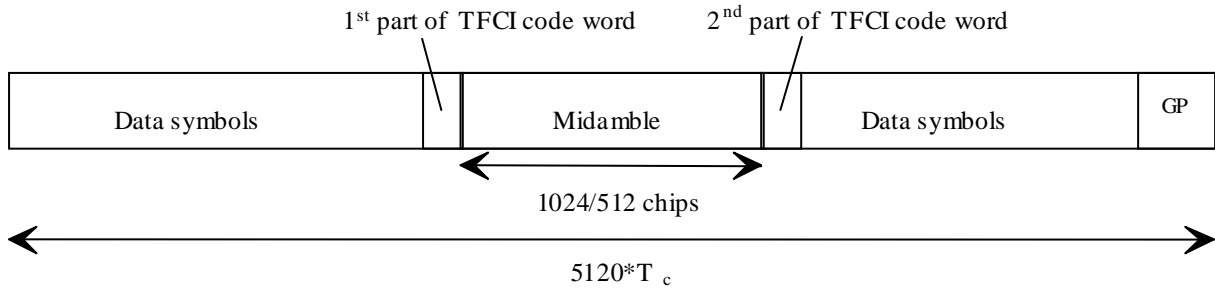 1st part of TFCI code word
2nd part of TFCI code word
Data symbols
Midamble
Data symbols
GP
1024/512 chips
5120*Tc